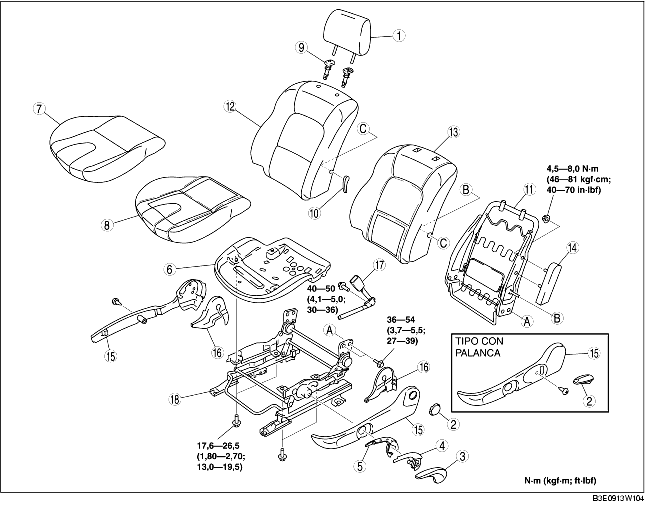 1
9
12
7
C
13
4,5—8,0 N·m
(46—81 kgf·cm;
40—70 in·lbf)
B
11
10
8
14
C
6
17
40—50
(4,1—5,0;
30—36)
A
36—54
(3,7—5,5;
27—39)
A
B
15
16
TIPO CON
PALANCA
15
16
18
2
2
15
17,6—26,5
(1,80—2,70;
13,0—19,5)
5
4
3
N·m (kgf·m; ft·lbf)
B3E0913W104